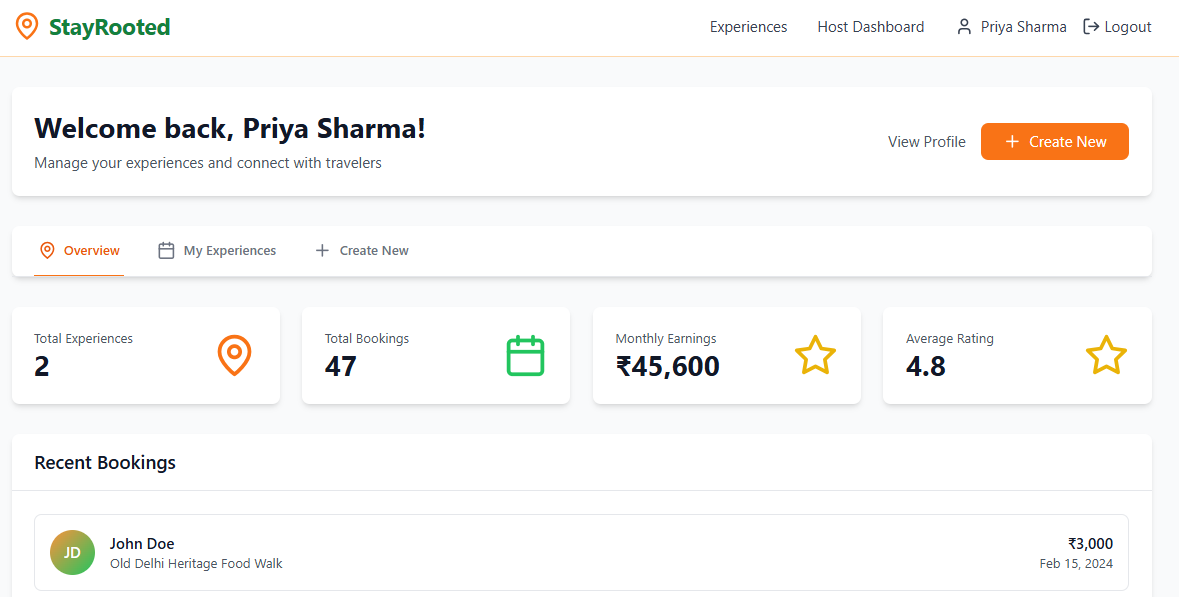 StayRooted
Experiences Host Dashboard Priya Sharma Logout
Welcome back, Priya Sharma!
Manage your experiences and connect with travelers
View Profile
Create New
Overview My Experiences Create New
Total Experiences
2
Total Bookings
47
Monthly Earnings
₹45,600
Average Rating
4.8
Recent Bookings
JD
John Doe
Old Delhi Heritage Food Walk
₹3,000
Feb 15, 2024